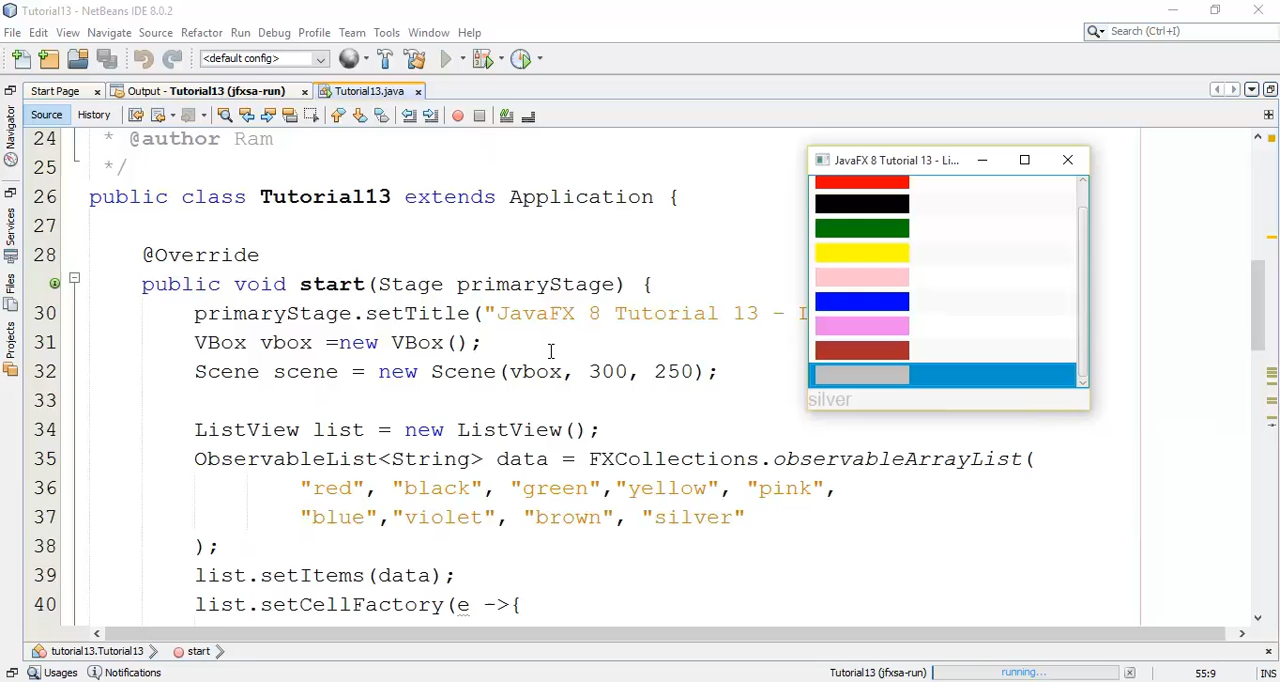 Tutorial13 - NetBeans IDE 8.0.2
File Edit View Navigate Source Refactor Run Debug Profile Team Tools Window Help
Search (Ctrl+I)
<default config>
Start Page
Output - Tutorial13 (jfxsa-run)
Tutorial13.java
Source History
Navigator
Services
Files
Projects
24 * @author Ram
25 */
26 public class Tutorial13 extends Application {
27
28 @Override
public void start(Stage primaryStage) {
30 primaryStage.setTitle("JavaFX 8 Tutorial 13 -
31 VBox vbox =new VBox();
32 Scene scene = new Scene(vbox, 300, 250);
33
34 ListView list = new ListView();
35 ObservableList<String> data = FXCollections.observableArrayList(
36 "red", "black", "green","yellow", "pink",
37 "blue","violet", "brown", "silver"
38 );
39 list.setItems(data);
40 list.setCellFactory(e ->{
JavaFX 8 Tutorial 13 - Li...
silver
tutorial13.Tutorial13
start
Usages Notifications
Tutorial13 (jfxsa-run) running...
55:9 INS